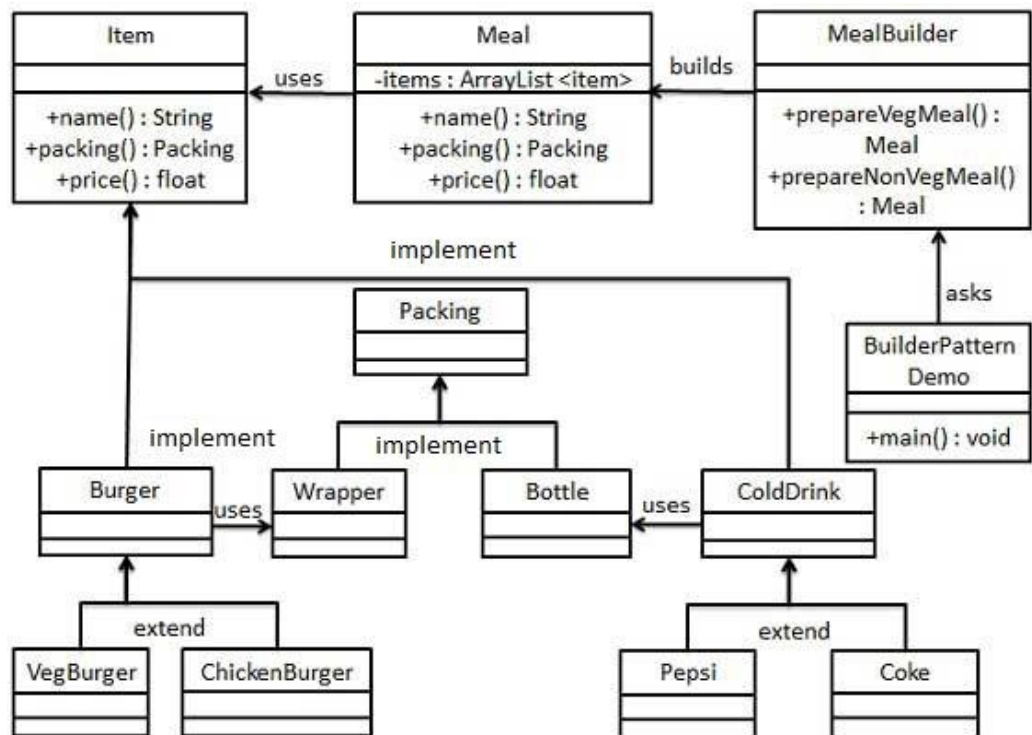 Item
+name() : String
+packing() : Packing
+price() : float
uses
Meal
-items : ArrayList <item>
+name() : String
+packing() : Packing
+price() : float
builds
MealBuilder
+prepareVegMeal() :
Meal
+prepareNonVegMeal()
: Meal
implement
asks
Packing
BuilderPattern
Demo
+main() : void
implement
implement
Burger
uses
Wrapper
Bottle
uses
ColdDrink
extend
extend
VegBurger
ChickenBurger
Pepsi
Coke